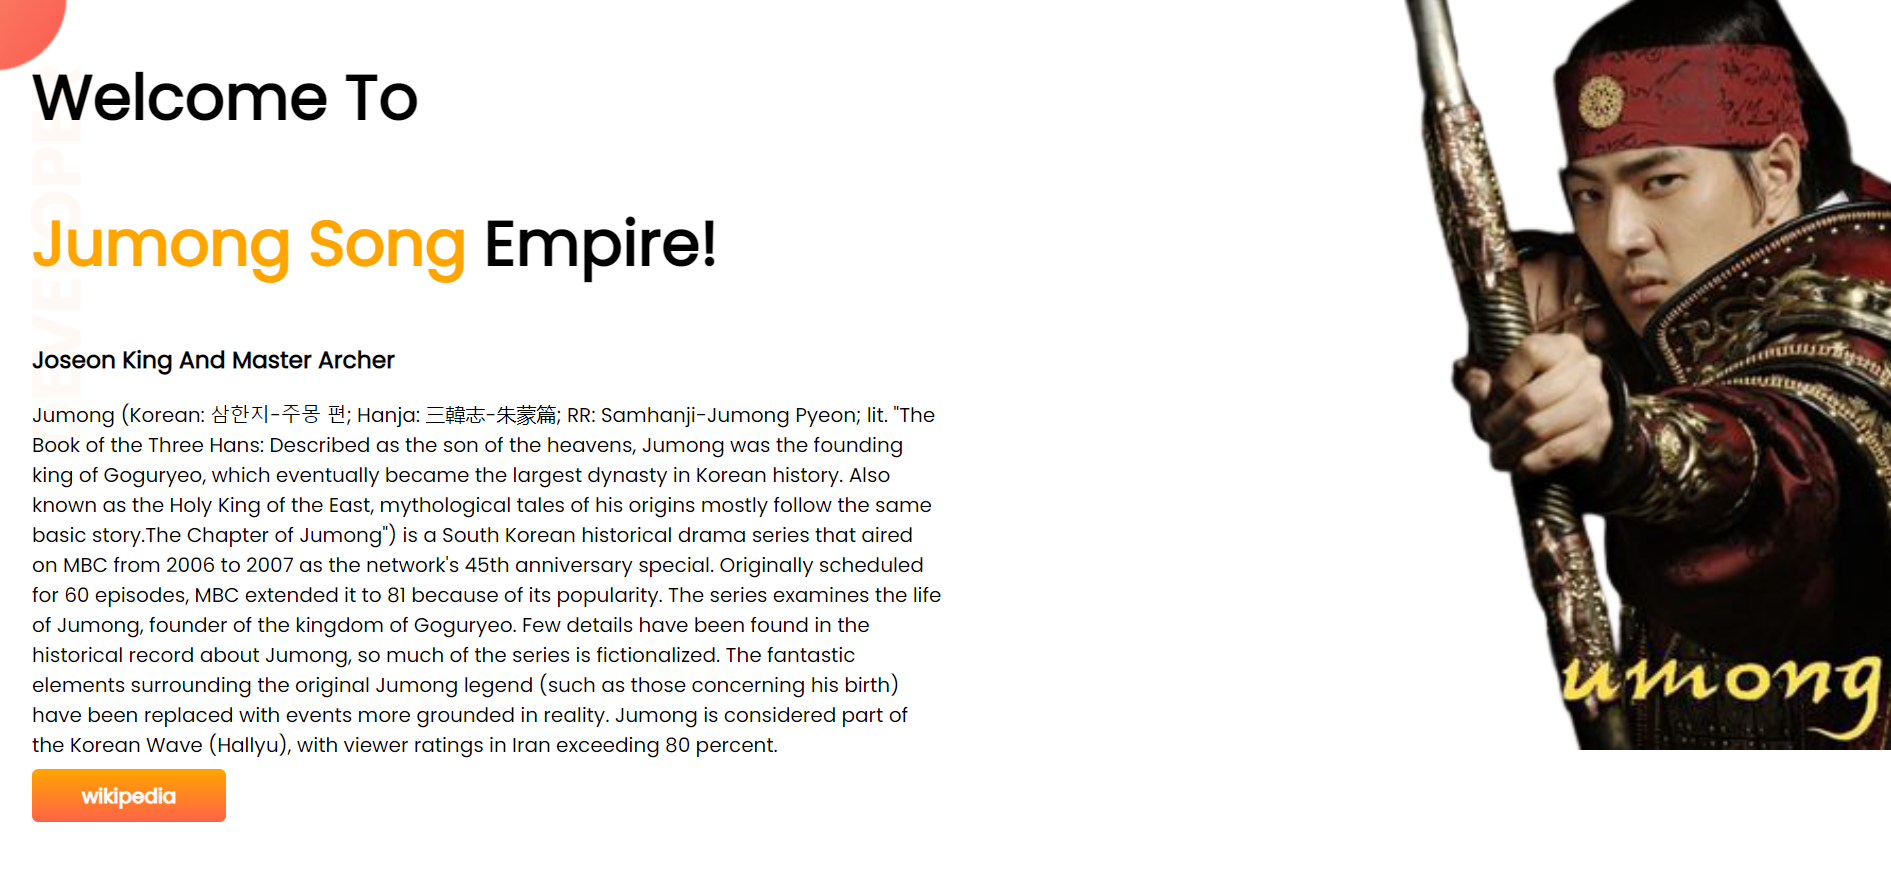 Welcome To
Jumong Song Empire!
Joseon King And Master Archer
Jumong (Korean: 삼한지-주몽 편; Hanja: 三韓志-朱蒙篇; RR: Samhanji-Jumong Pyeon; lit. "The
Book of the Three Hans: Described as the son of the heavens, Jumong was the founding
king of Goguryeo, which eventually became the largest dynasty in Korean history. Also
known as the Holy King of the East, mythological tales of his origins mostly follow the same
basic story.The Chapter of Jumong") is a South Korean historical drama series that aired
on MBC from 2006 to 2007 as the network's 45th anniversary special. Originally scheduled
for 60 episodes, MBC extended it to 81 because of its popularity. The series examines the life
of Jumong, founder of the kingdom of Goguryeo. Few details have been found in the
historical record about Jumong, so much of the series is fictionalized. The fantastic
elements surrounding the original Jumong legend (such as those concerning his birth)
have been replaced with events more grounded in reality. Jumong is considered part of
the Korean Wave (Hallyu), with viewer ratings in Iran exceeding 80 percent.
wikipedia
umong